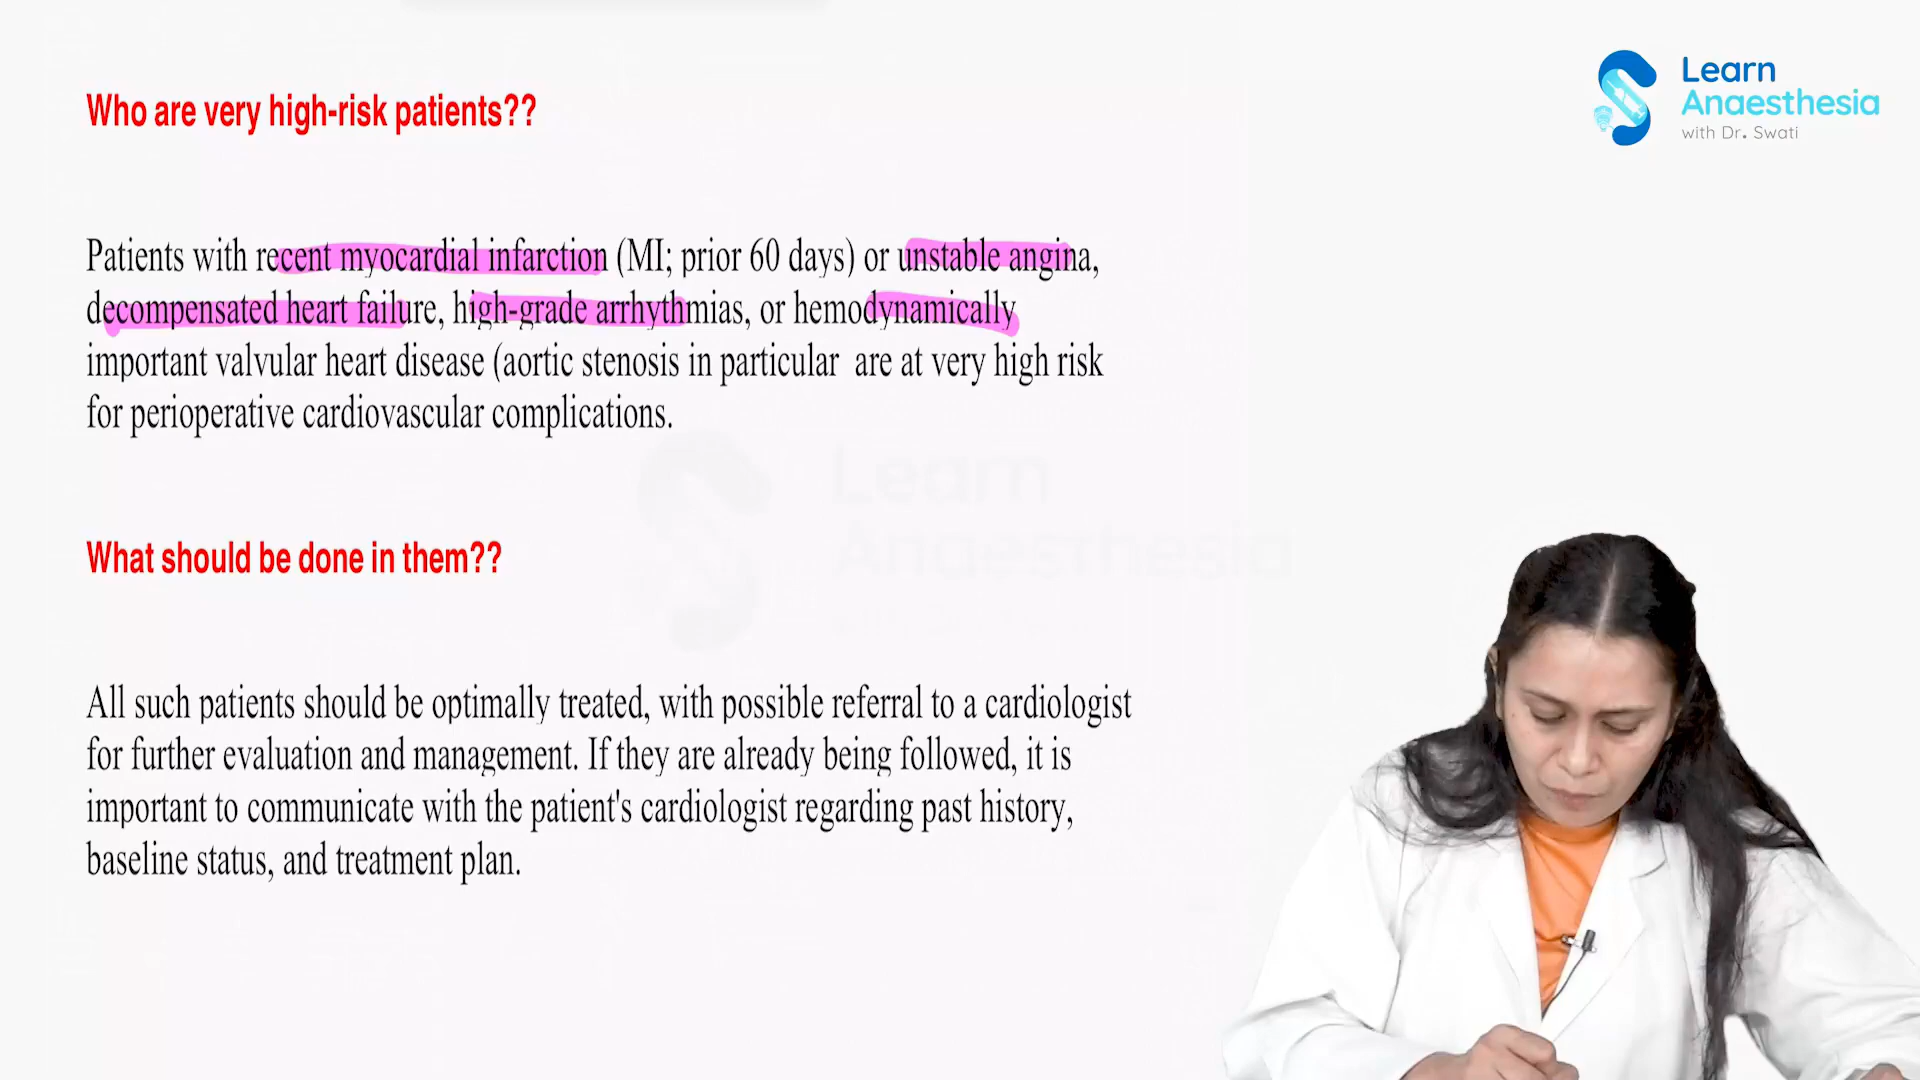 Learn
Anaesthesia
with Dr. Swati
Who are very high-risk patients??
Patients with recent myocardial infarction (MI; prior 60 days) or unstable angina,
decompensated heart failure, high-grade arrhythmias, or hemodynamically
important valvular heart disease (aortic stenosis in particular  are at very high risk
for perioperative cardiovascular complications.
Learn
Anaesthesia
What should be done in them??
All such patients should be optimally treated, with possible referral to a cardiologist
for further evaluation and management. If they are already being followed, it is
important to communicate with the patient's cardiologist regarding past history,
baseline status, and treatment plan.